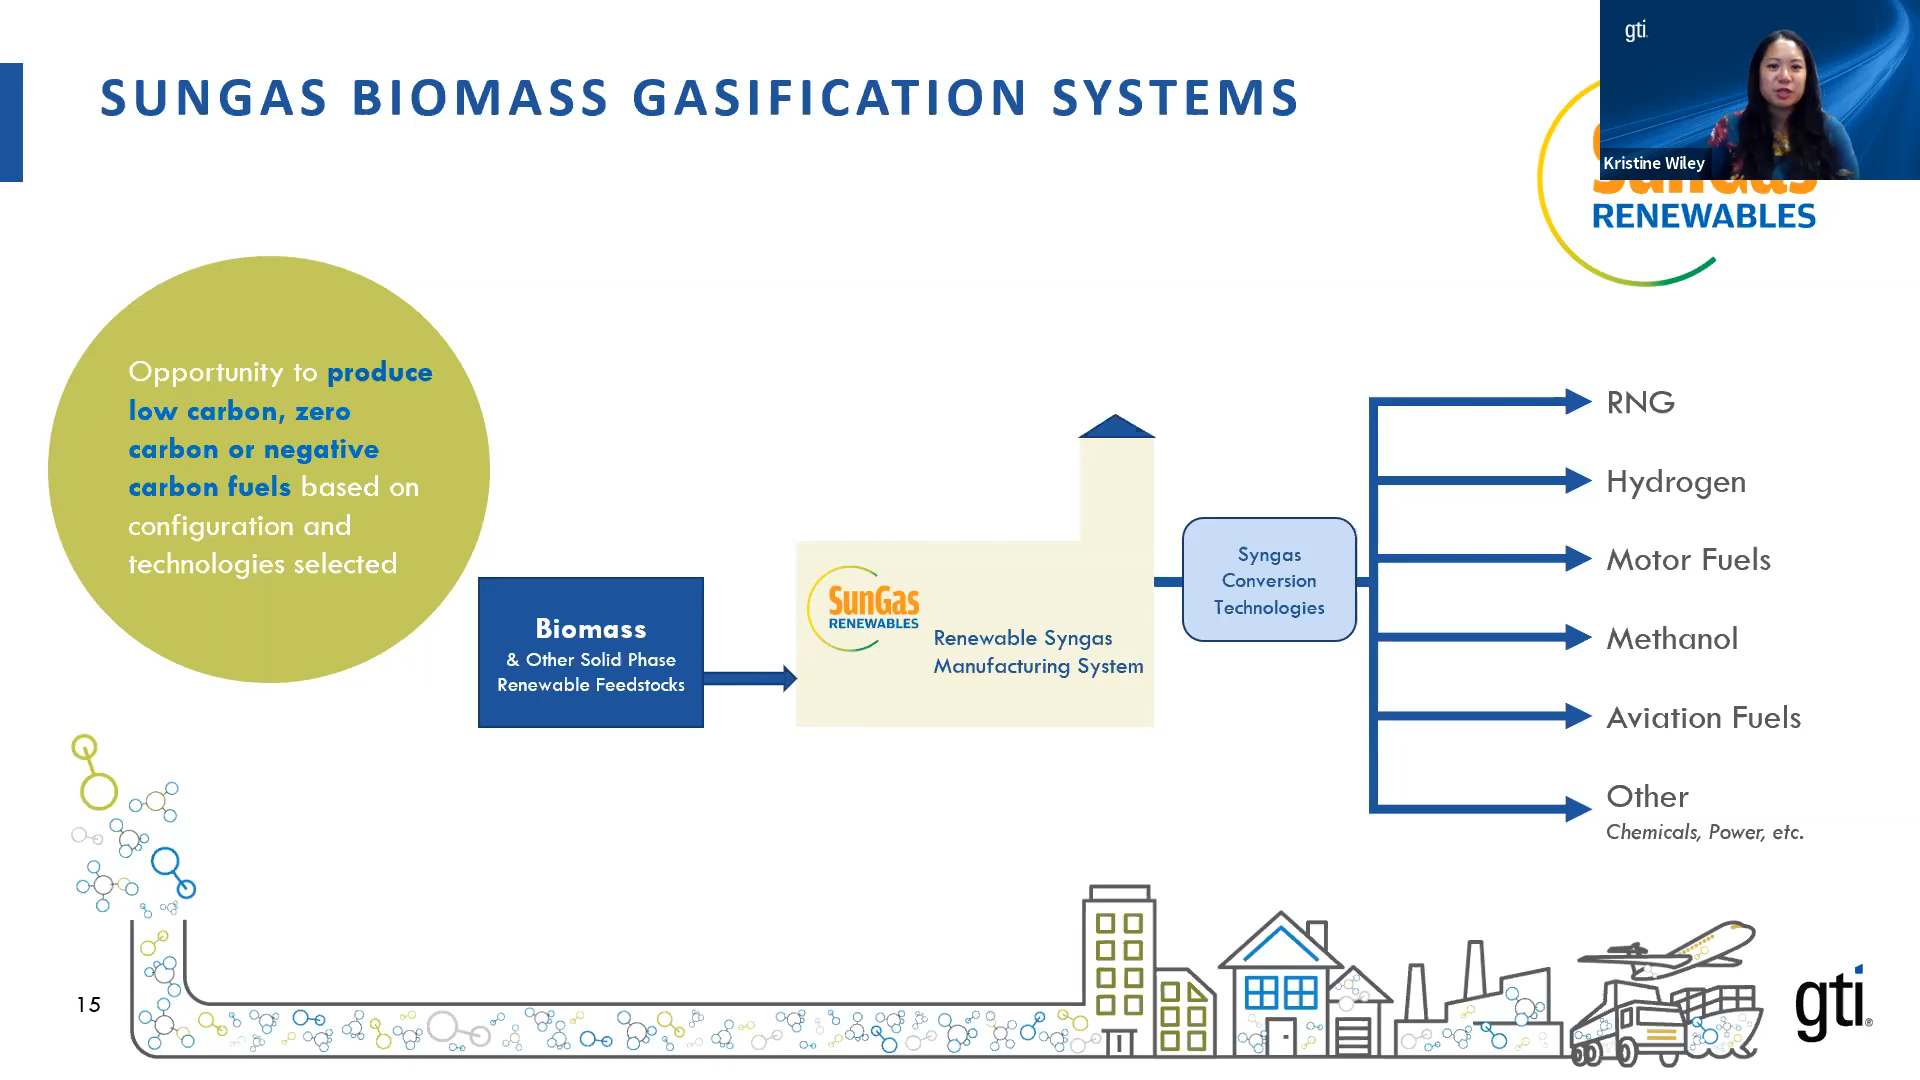 SUNGAS BIOMASS GASIFICATION SYSTEMS
gti
Kristine Wiley
SunGas
RENEWABLES
Opportunity to produce
low carbon, zero
carbon or negative
carbon fuels based on
configuration and
technologies selected
Biomass
& Other Solid Phase
Renewable Feedstocks
SunGas
RENEWABLES
Renewable Syngas
Manufacturing System
Syngas
Conversion
Technologies
RNG
Hydrogen
Motor Fuels
Methanol
Aviation Fuels
Other
Chemicals, Power, etc.
15
gti®